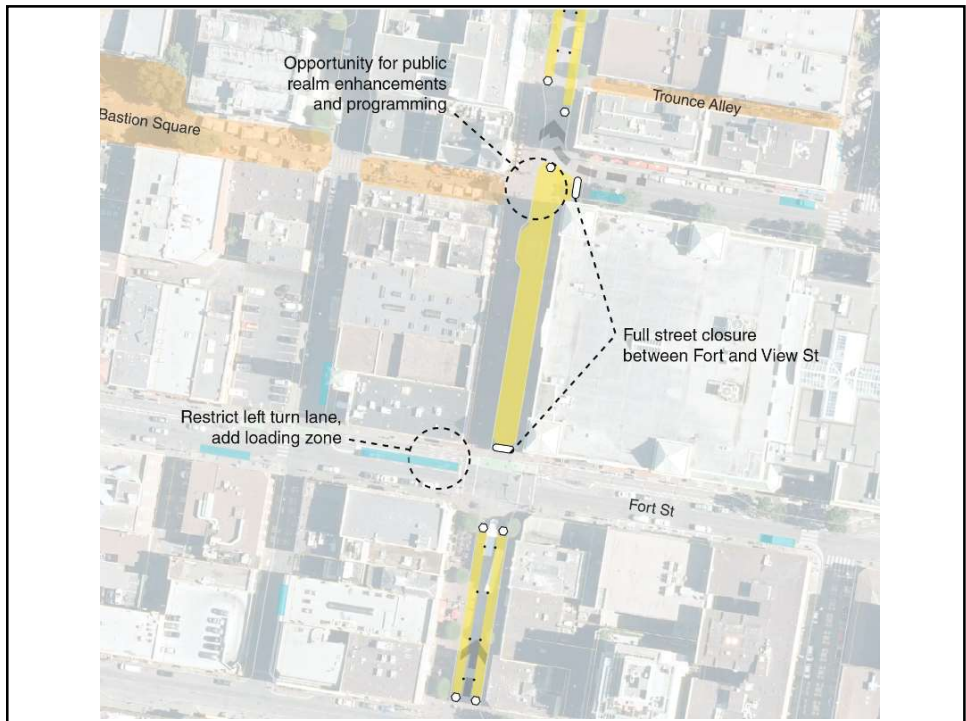 Opportunity for public
realm enhancements
and programming
Trounce Alley
Bastion Square
Full street closure
between Fort and View St
Restrict left turn lane,
add loading zone
Fort St